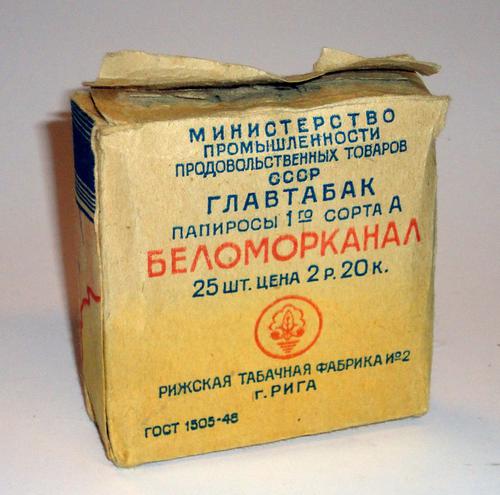 МИНИСТЕРСТВО
ПРОМЫШЛЕННОСТИ
ПРОДОВОЛЬСТВЕННЫХ ТОВАРОВ
СССР
ГЛАВТАБАК
ПАПИРОСЫ 1ГО СОРТА А
БЕЛОМОРКАНАЛ
25 ШТ. ЦЕНА 2 Р. 20 К.
РИЖСКАЯ ТАБАЧНАЯ ФАБРИКА №2
Г. РИГА
ГОСТ 1505-48